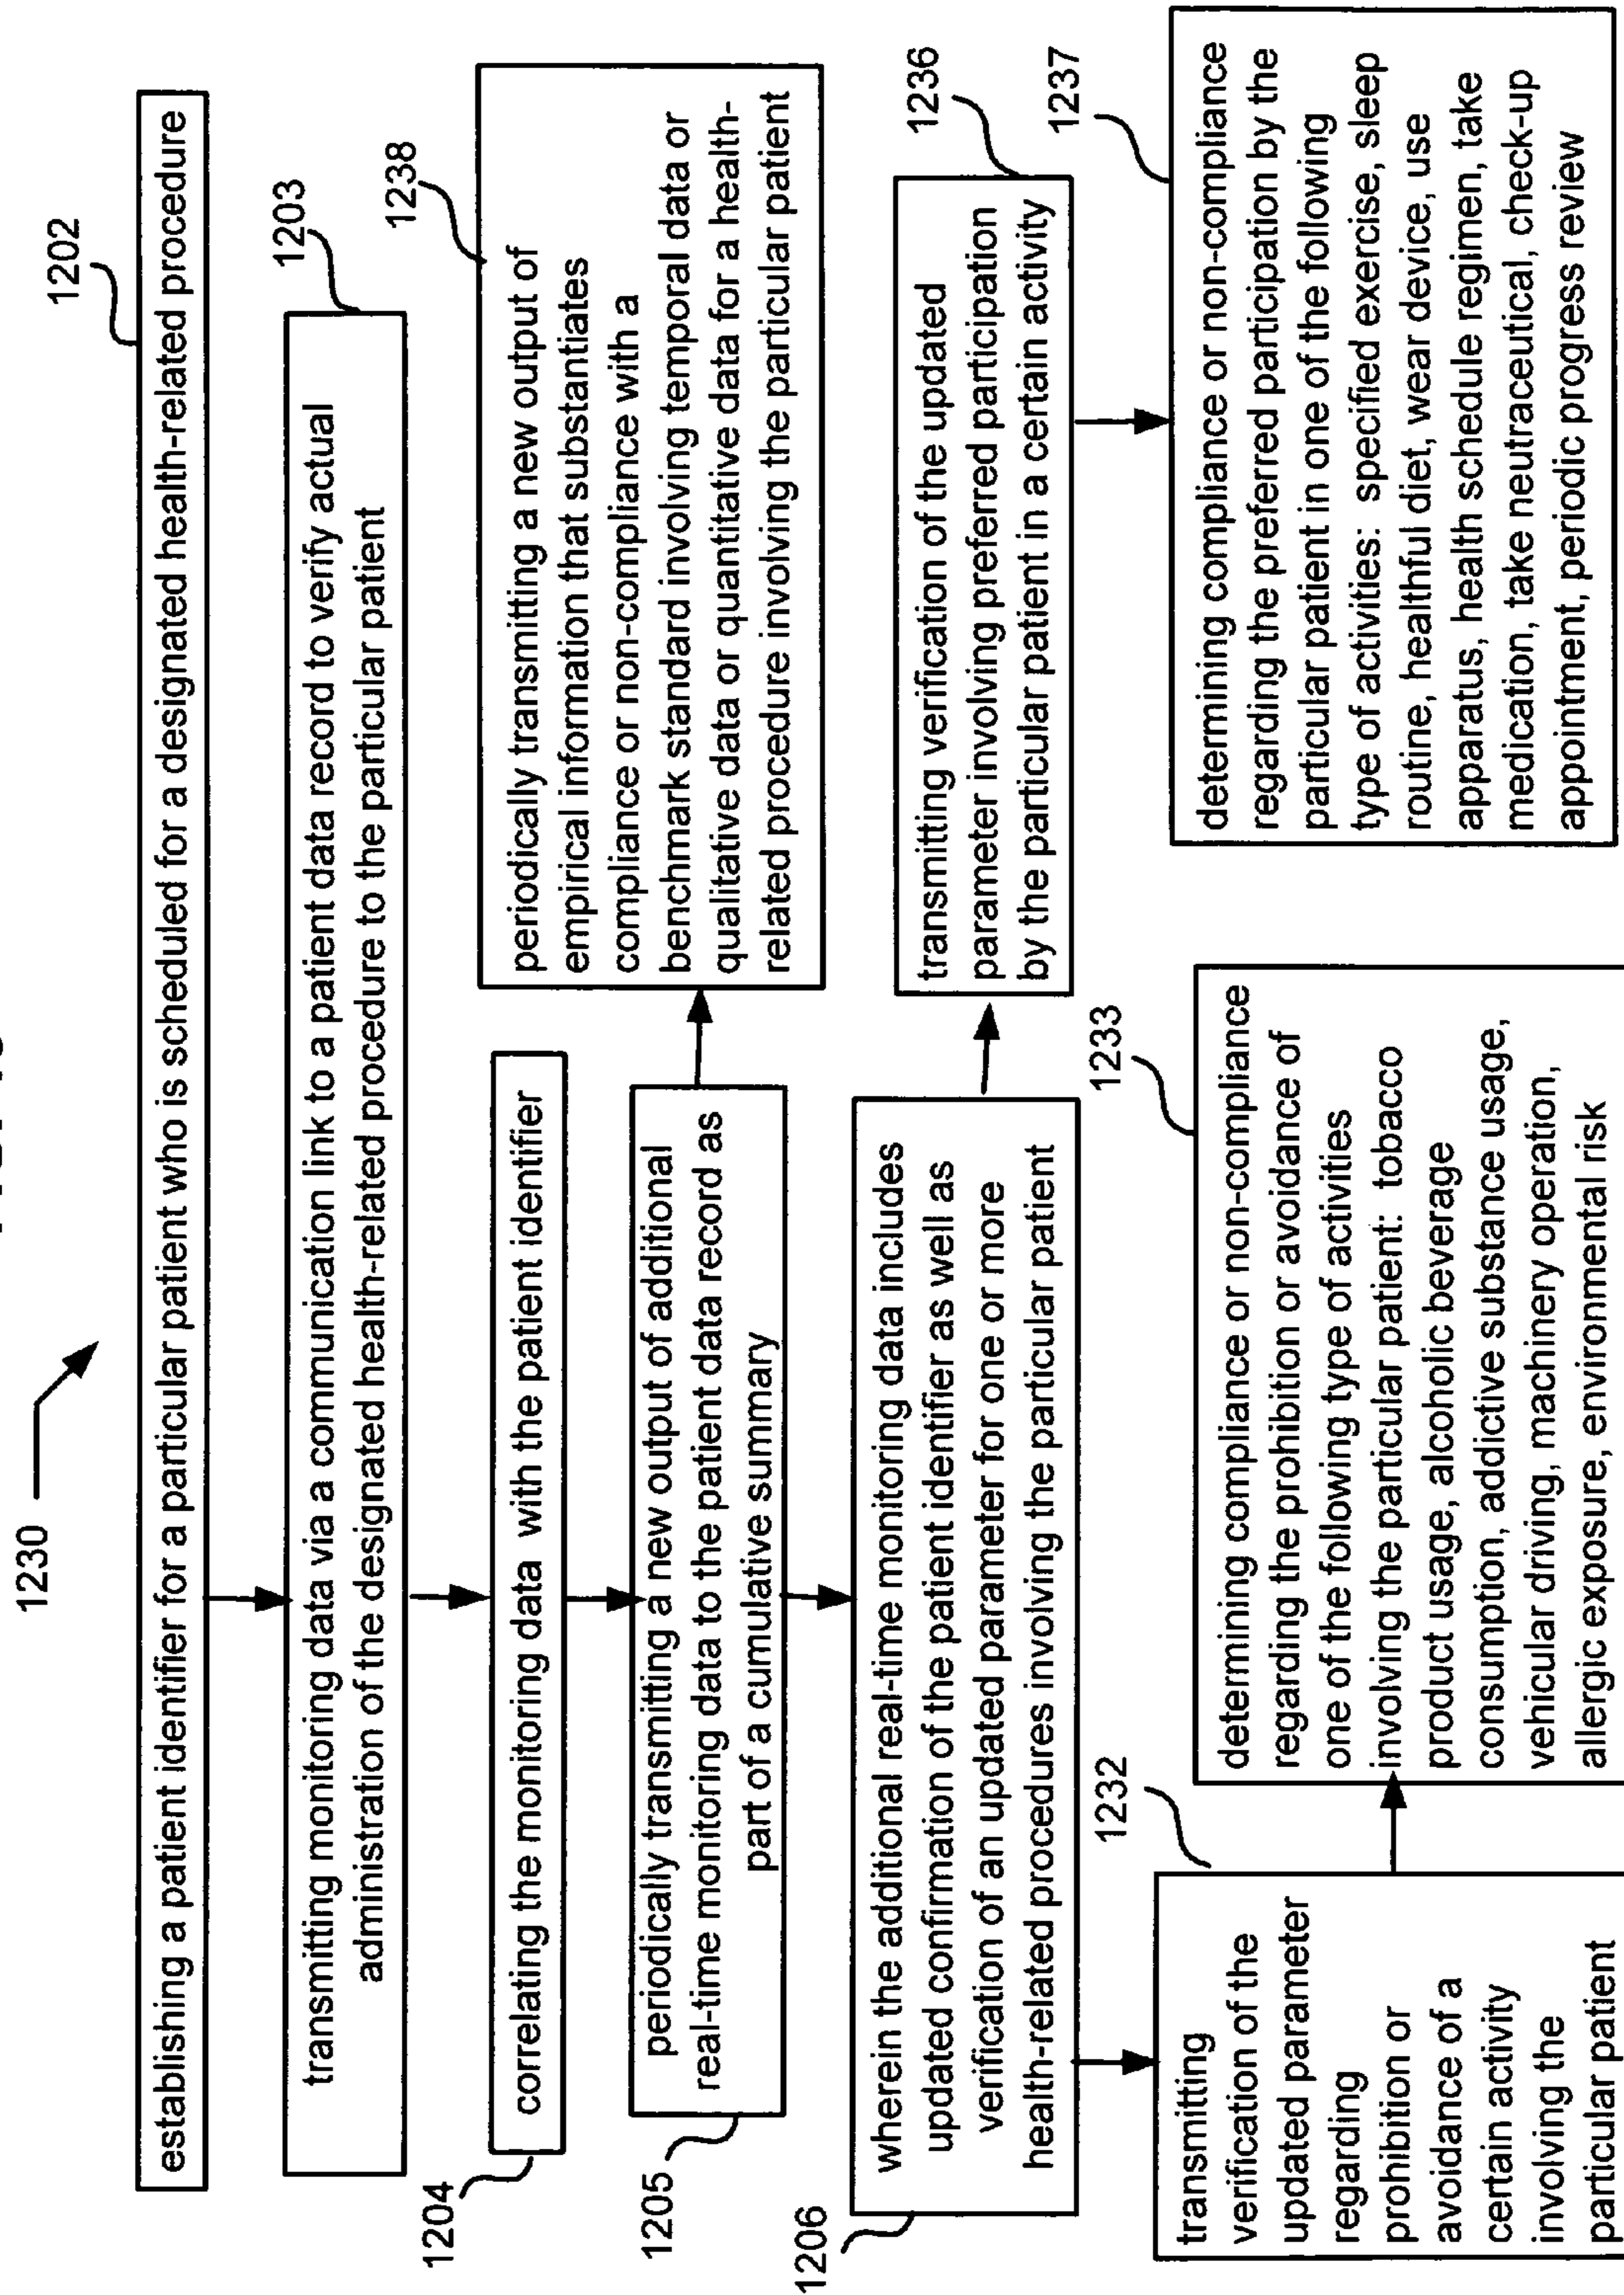 1230
1202
establishing a patient identifier for a particular patient who is scheduled for a designated health-related procedure
1203
transmitting monitoring data via a communication link to a patient data record to verify actual
administration of the designated health-related procedure to the particular patient
1204
correlating the monitoring data with the patient identifier
1205
periodically transmitting a new output of additional
real-time monitoring data to the patient data record as
part of a cumulative summary
1238
periodically transmitting a new output of
empirical information that substantiates
compliance or non-compliance with a
benchmark standard involving temporal data or
qualitative data or quantitative data for a health-
related procedure involving the particular patient
1206
wherein the additional real-time monitoring data includes
updated confirmation of the patient identifier as well as
verification of an updated parameter for one or more
health-related procedures involving the particular patient
1236
transmitting verification of the updated
parameter involving preferred participation
by the particular patient in a certain activity
1232
transmitting
verification of the
updated parameter
regarding
prohibition or
avoidance of a
certain activity
involving the
particular patient
1233
determining compliance or non-compliance
regarding the prohibition or avoidance of
one of the following type of activities
involving the particular patient: tobacco
product usage, alcoholic beverage
consumption, addictive substance usage,
vehicular driving, machinery operation,
allergic exposure, environmental risk
1237
determining compliance or non-compliance
regarding the preferred participation by the
particular patient in one of the following
type of activities: specified exercise, sleep
routine, healthful diet, wear device, use
apparatus, health schedule regimen, take
medication, take neutraceutical, check-up
appointment, periodic progress review